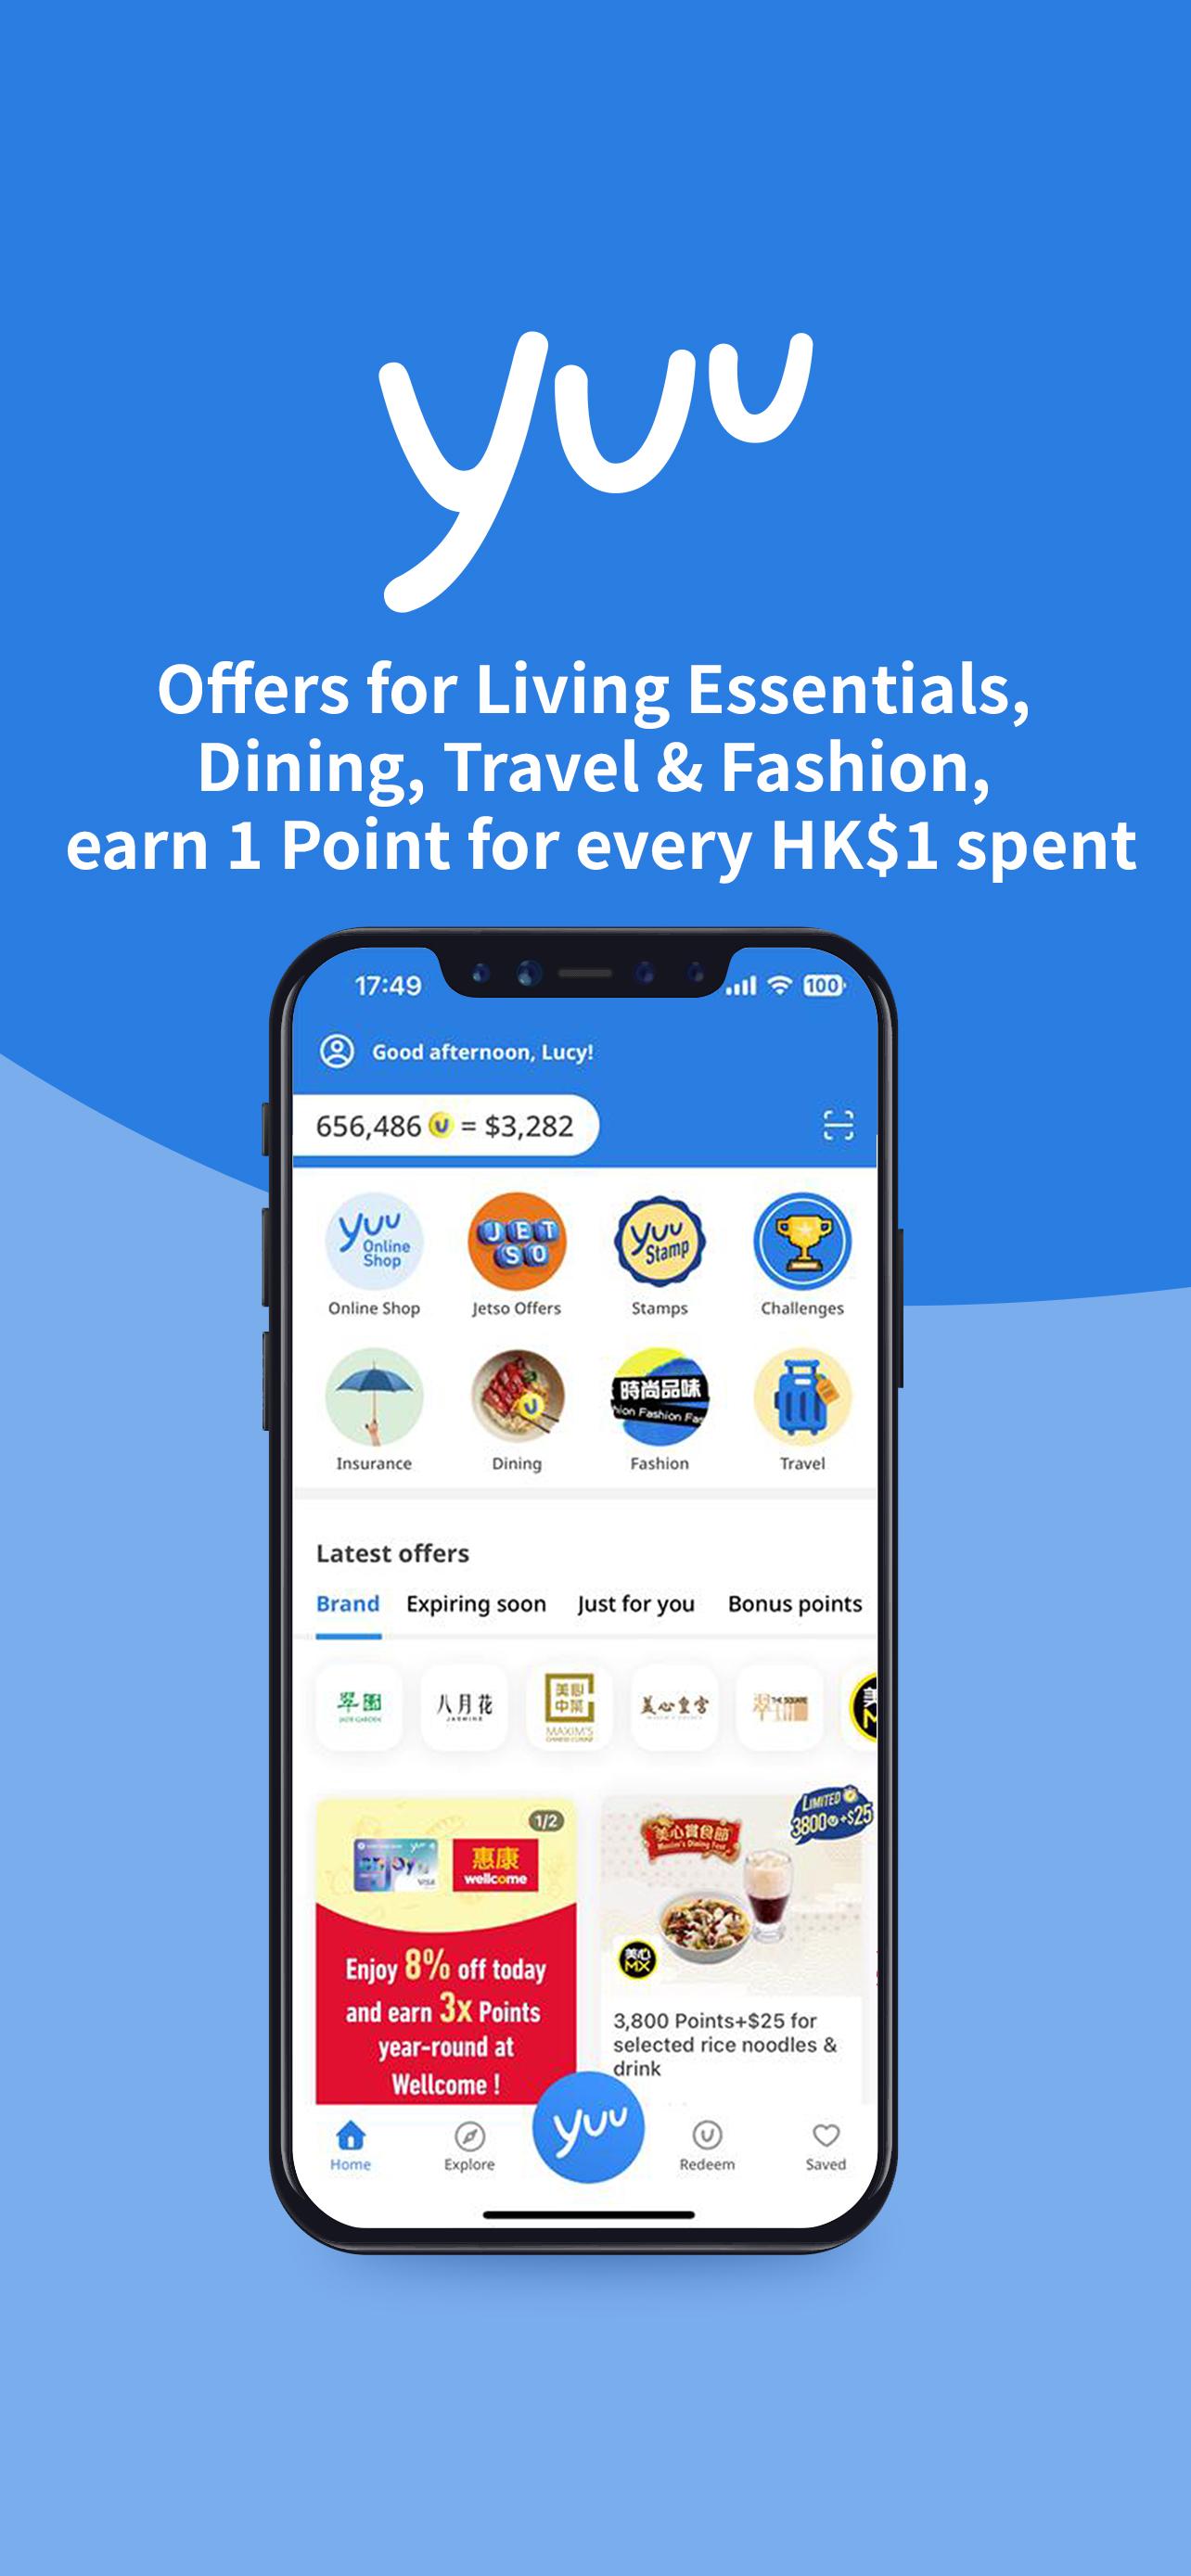 yuu
Offers for Living Essentials,
Dining, Travel & Fashion,
earn 1 Point for every HK$1 spent
17:49
100
Good afternoon, Lucy!
656,486 U = $3,282
yuu
Online
Shop
JET
SO
yuu
Stamp
Online Shop
Jetso Offers
Stamps
Challenges
時尚品味
hion Fashion Fas
Insurance
Dining
Fashion
Travel
Latest offers
Brand
Expiring soon
Just for you
Bonus points
翠園
JADE GARDEN
八月花
JASMINE
美心
中菜
MAXIM'S
CHINESE CUISINE
美心皇宮
THE SQUARE
1/2
yuu
VISA
惠康
wellcome
Enjoy 8% off today
and earn 3x Points
year-round at
Wellcome !
LIMITED
3800U+$25
美心賞食節
Maxim's Dining Fest
美心
MX
3,800 Points+$25 for
selected rice noodles &
drink
Home
Explore
yuu
Redeem
Saved